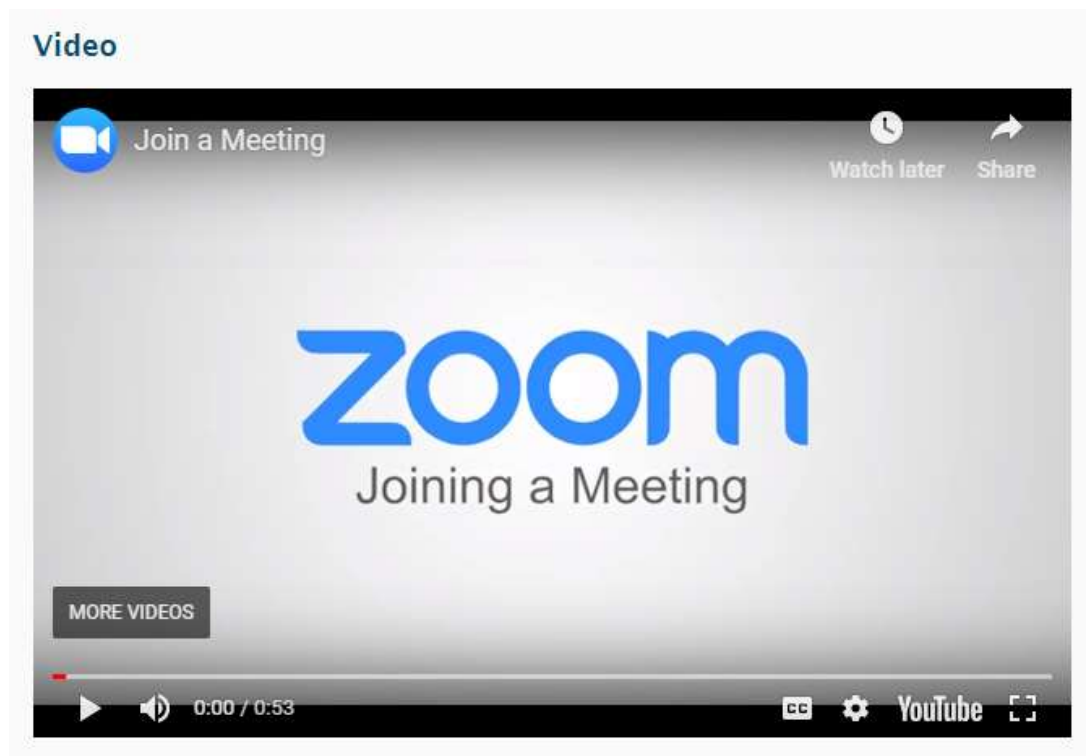 Video
Join a Meeting
Watch later Share
zoom
Joining a Meeting
MORE VIDEOS
0:00 / 0:53 CC YouTube